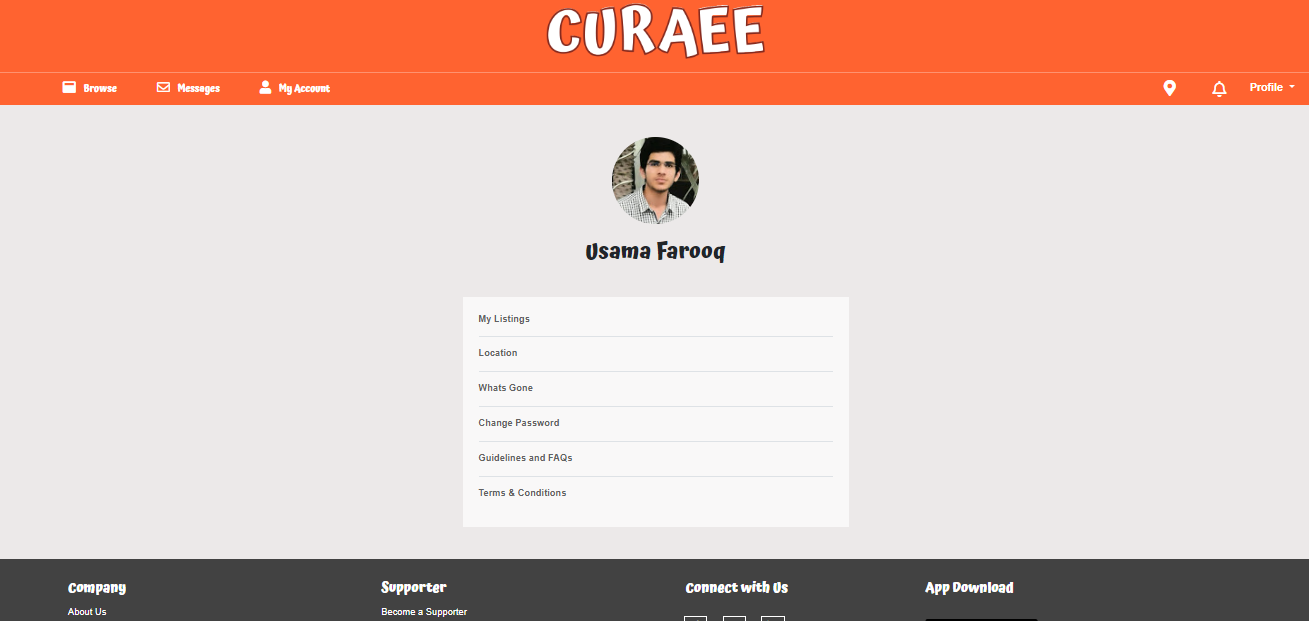 CURAEE
Browse Messages My Account Profile
Usama Farooq
My Listings
Location
Whats Gone
Change Password
Guidelines and FAQs
Terms & Conditions
Company Supporter Connect with Us App Download
About Us Become a Supporter